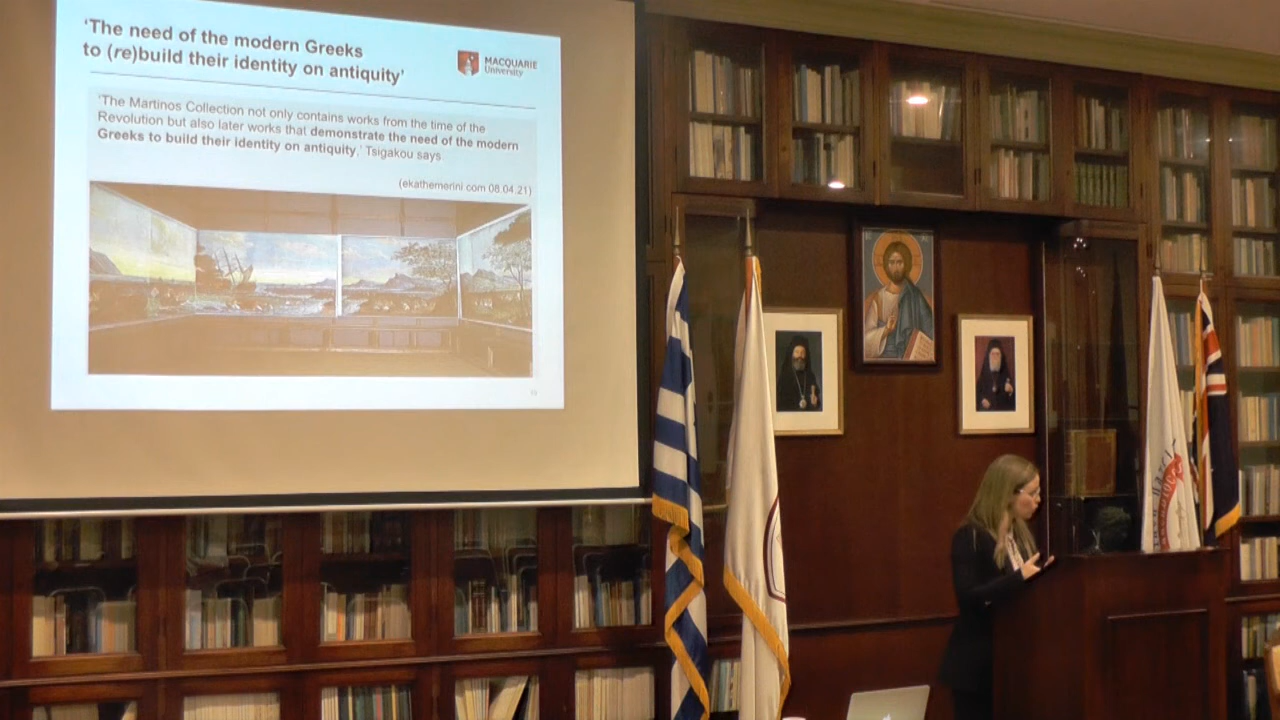 ‘The need of the modern Greeks
to (re)build their identity on antiquity’
MACQUARIE
University
‘The Martinos Collection not only contains works from the time of the
Revolution but also later works that demonstrate the need of the modern
Greeks to build their identity on antiquity,’ Tsigakou says.
(ekathemerini.com 08.04.21)